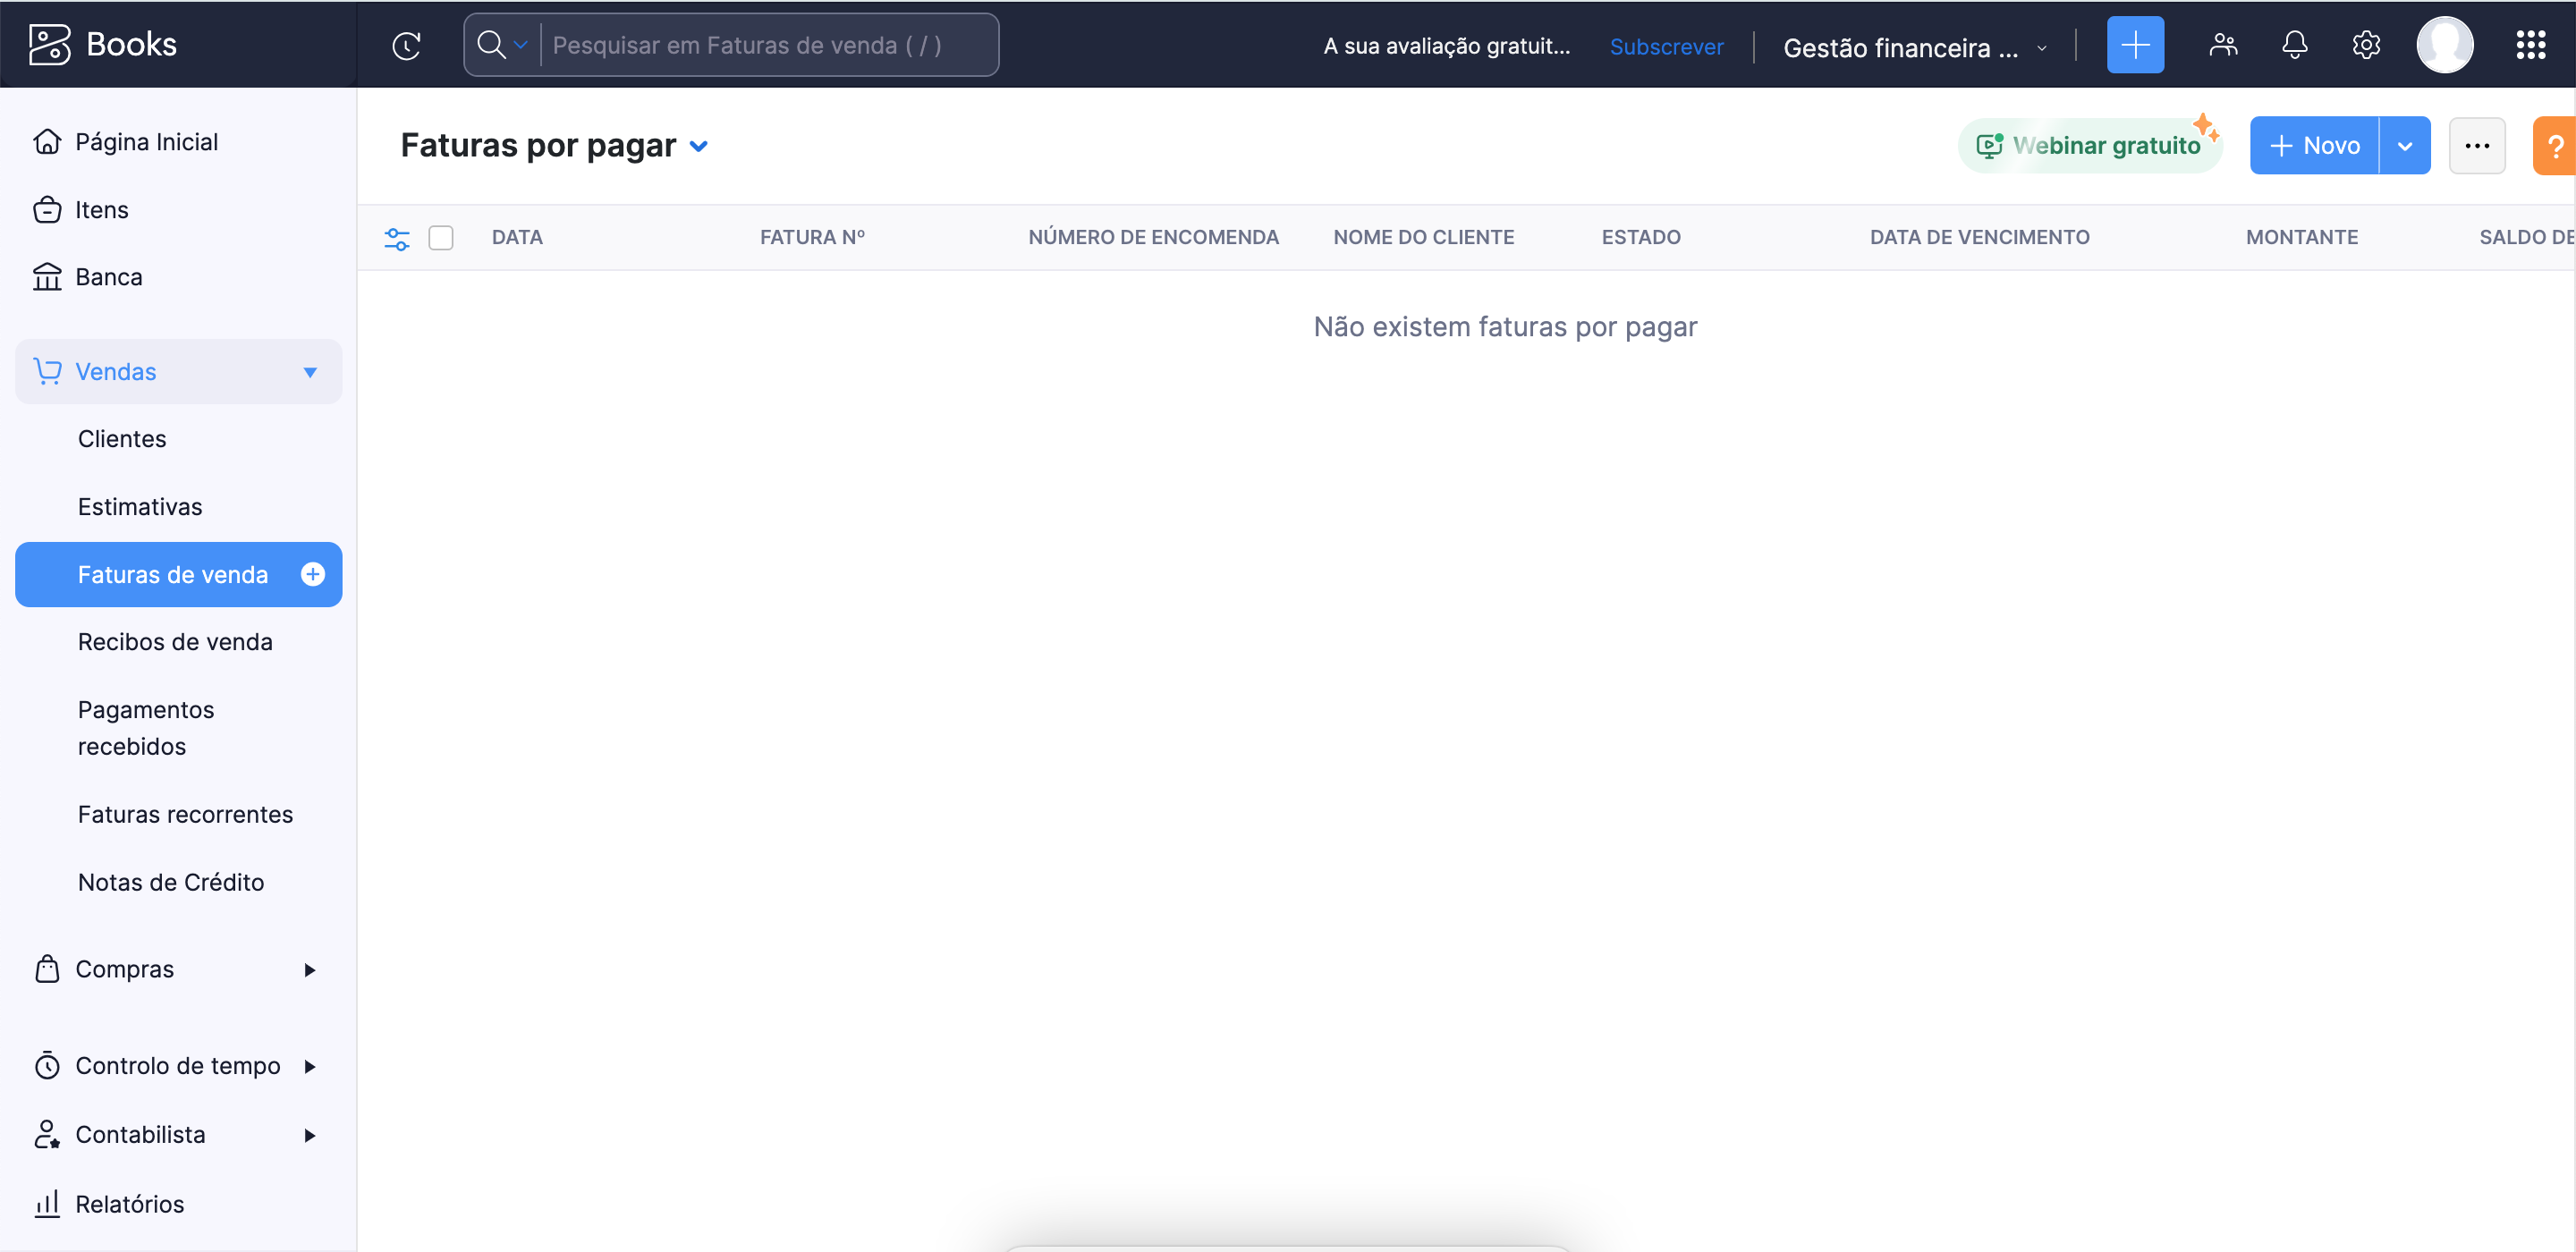 Books
Pesquisar em Faturas de venda ( / )
A sua avaliação gratuit...
Subscrever
Gestão financeira ...
Página Inicial
Itens
Banca
Vendas
Clientes
Estimativas
Faturas de venda
Recibos de venda
Pagamentos
recebidos
Faturas recorrentes
Notas de Crédito
Compras
Controlo de tempo
Contabilista
Relatórios
Faturas por pagar
Webinar gratuito
Novo
?
DATA
FATURA Nº
NÚMERO DE ENCOMENDA
NOME DO CLIENTE
ESTADO
DATA DE VENCIMENTO
MONTANTE
SALDO DE
Não existem faturas por pagar